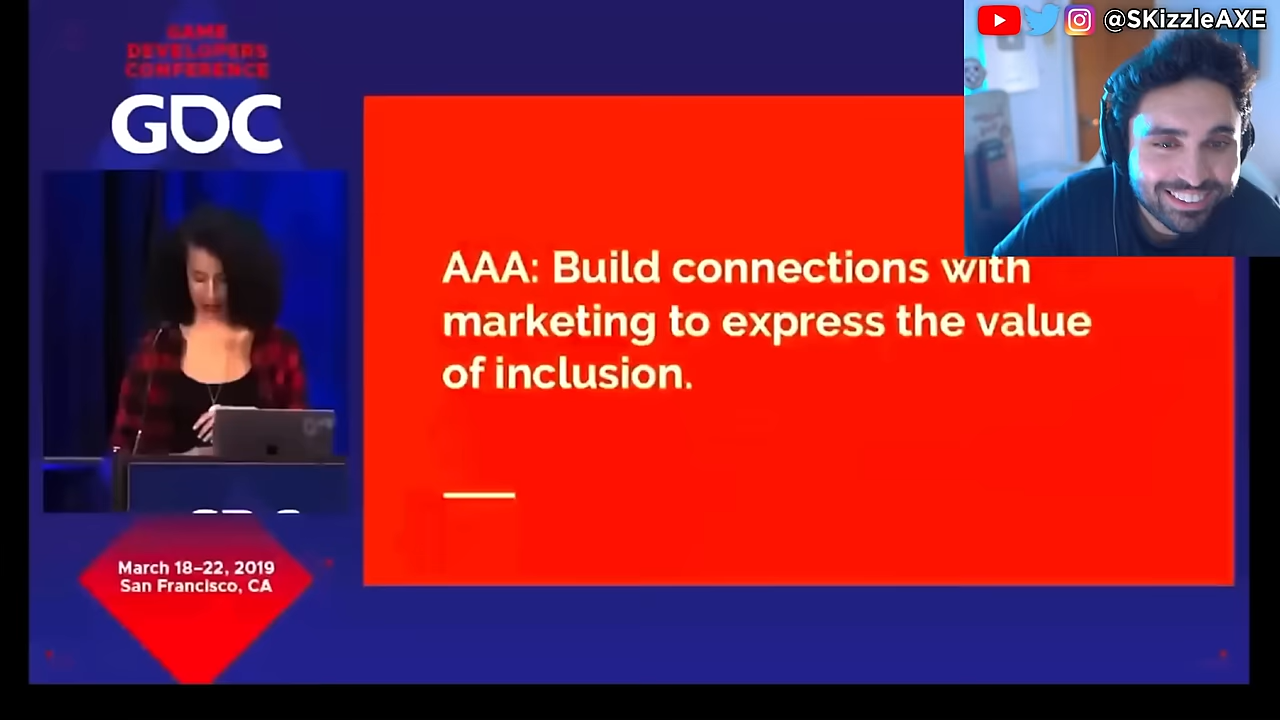 GAME
DEVELOPERS
CONFERENCE
GDC
@SKizzleAXE
AAA: Build connections with
marketing to express the value
of inclusion.
March 18–22, 2019
San Francisco, CA